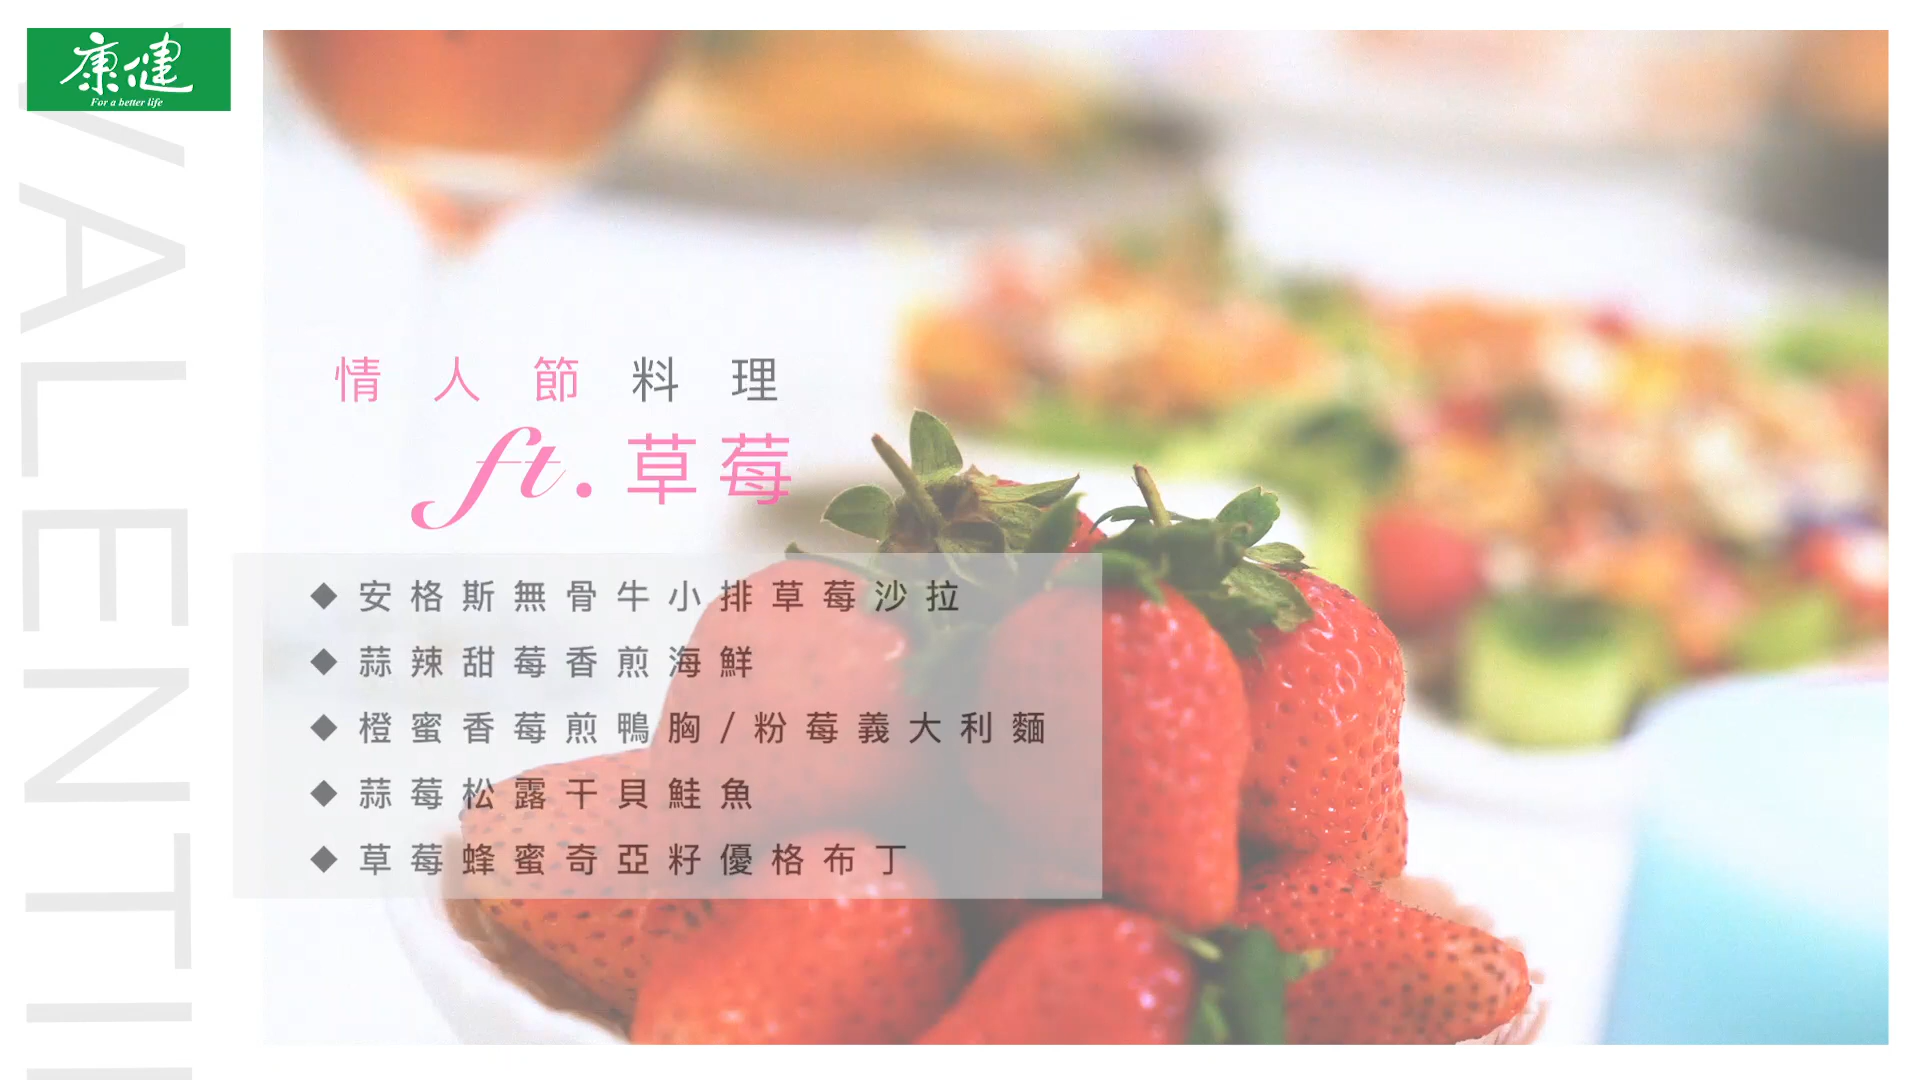 康健
For a better life
VALENTI
情人節料理
ft.草莓
◆ 安格斯無骨牛小排草莓沙拉
◆ 蒜辣甜莓香煎海鮮
◆ 橙蜜香莓煎鴨胸/粉莓義大利麵
◆ 蒜莓松露干貝鮭魚
◆ 草莓蜂蜜奇亞籽優格布丁